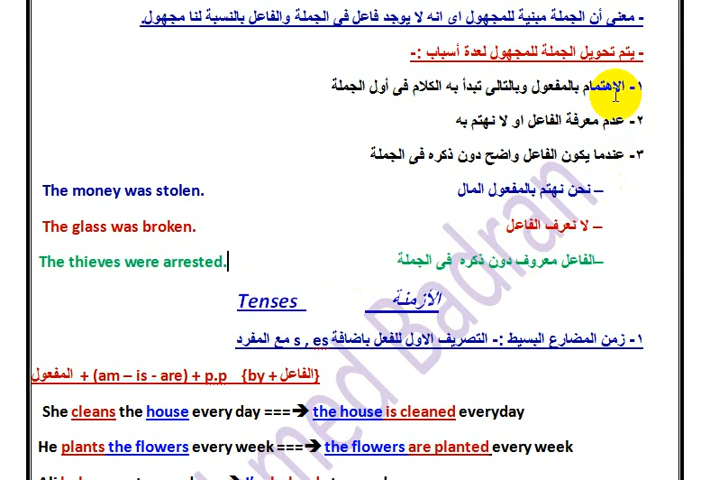 - معنى أن الجملة مبنية للمجهول اى انه لا يوجد فاعل فى الجملة والفاعل بالنسبة لنا مجهول.
- يتم تحويل الجملة للمجهول لعدة أسباب :-
١- الاهتمام بالمفعول وبالتالى تبدأ به الكلام فى أول الجملة
٢- عدم معرفة الفاعل او لا نهتم به
٣- عندما يكون الفاعل واضح دون ذكره فى الجملة
The money was stolen. – نحن نهتم بالمفعول المال
The glass was broken. – لا نعرف الفاعل
The thieves were arrested. –الفاعل معروف دون ذكره فى الجملة
Tenses الأزمنة
١- زمن المضارع البسيط :- التصريف الاول للفعل باضافة s , es مع المفرد
المفعول + (am – is - are) + p.p {by + الفاعل}
She cleans the house every day ===➔ the house is cleaned everyday
He plants the flowers every week ===➔ the flowers are planted every week
Ahmed Badran